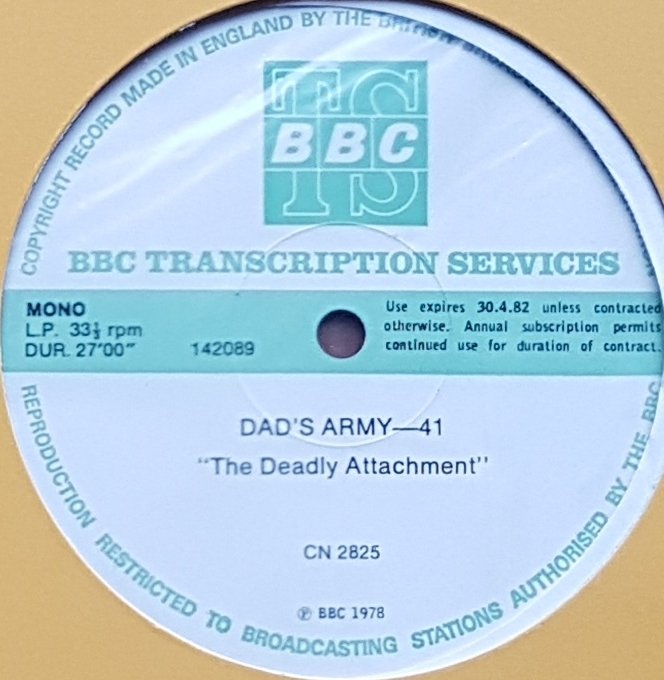 COPYRIGHT RECORD MADE IN ENGLAND BY THE BRITISH
TS
BBC
BBC TRANSCRIPTION SERVICES
MONO
L.P. 33⅓ rpm
DUR. 27'00"
142089
Use expires 30.4.82 unless contracted
otherwise. Annual subscription permits
continued use for duration of contract.
DAD'S ARMY—41
"The Deadly Attachment"
CN 2825
℗ BBC 1978
REPRODUCTION RESTRICTED TO BROADCASTING STATIONS AUTHORISED BY THE BBC